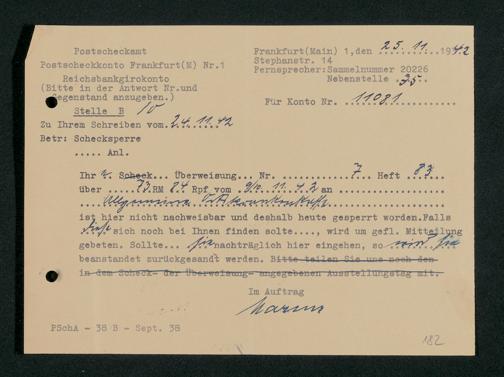 Postscheckamt
Postscheckkonto Frankfurt(M) Nr.1
Reichsbankgirokonto
(Bitte in der Antwort Nr.und
Gegenstand anzugeben.)
Stelle B
Frankfurt(Main) 1,den 25.11. 1942
Stephanstr. 14
Fernsprecher:Sammelnummer 20226
Nebenstelle 35.
Für Konto Nr. 11081
Zu Ihrem Schreiben vom 24.11.42
Betr: Schecksperre
..... Anl.
Ihr Scheck... Überweisung... Nr. 7 Heft 83
über 73 RM 84 Rpf vom 11.42 an
Allgemeine Ortskrankenkasse
ist hier nicht nachweisbar und deshalb heute gesperrt worden.Falls
sich noch bei Ihnen finden solte...., wird um gefl. Mitteilung
gebeten. Sollte... sie nachträglich hier eingehen, so wird sie
beanstandet zurückgesandt werden. Bitte teilen Sie uns noch den
in dem Scheck- der Überweisung- angegebenen Ausstellungstag mit.
Im Auftrag
PSchA - 38 B - Sept. 38
182